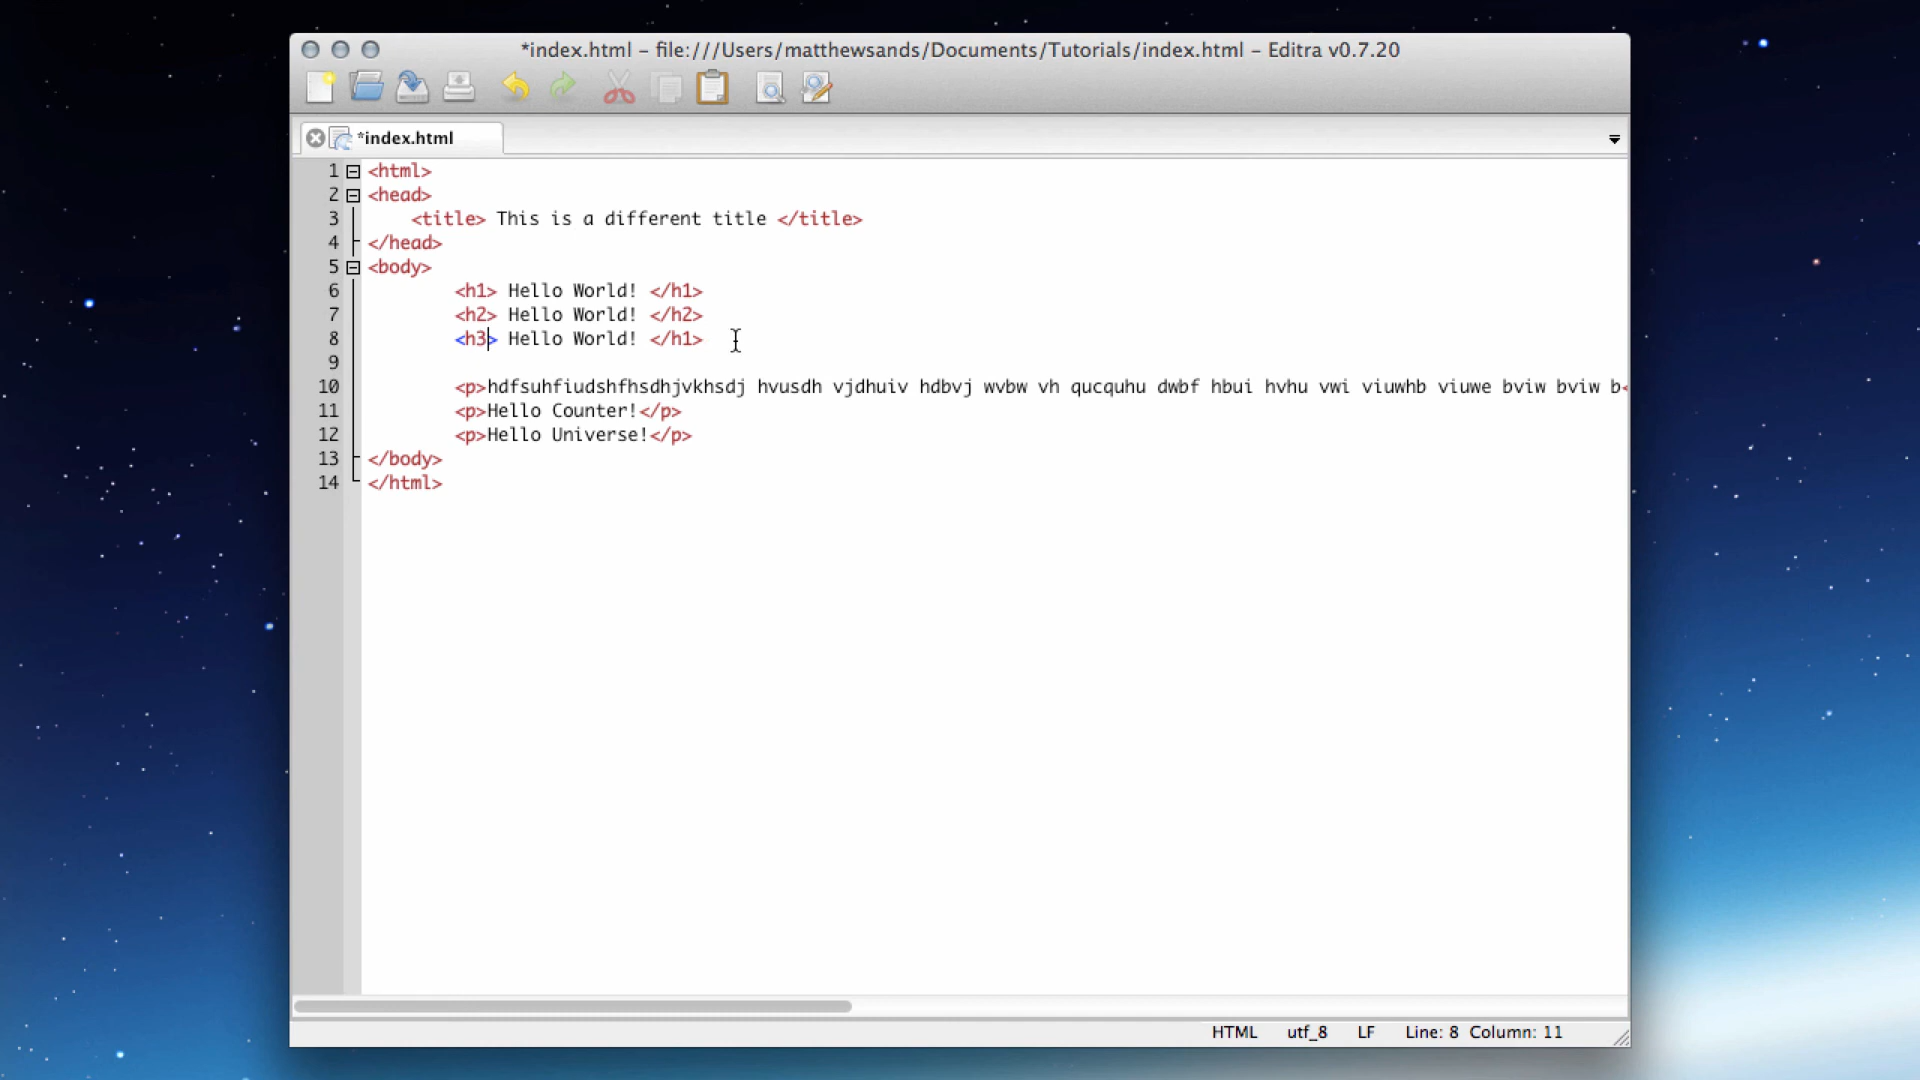 *index.html – file:///Users/matthewsands/Documents/Tutorials/index.html – Editra v0.7.20
*index.html
1 <html>
2 <head>
3 <title> This is a different title </title>
4 </head>
5 <body>
6 <h1> Hello World! </h1>
7 <h2> Hello World! </h2>
8 <h3> Hello World! </h1>
9
10 <p>hdfsuhfiudshfhsdhjvkhsdj hvusdh vjdhuiv hdbvj wvbw vh qucquhu dwbf hbui hvhu vwi viuwhb viuwe bviw bviw b<
11 <p>Hello Counter!</p>
12 <p>Hello Universe!</p>
13 </body>
14 </html>
HTML utf_8 LF Line: 8 Column: 11